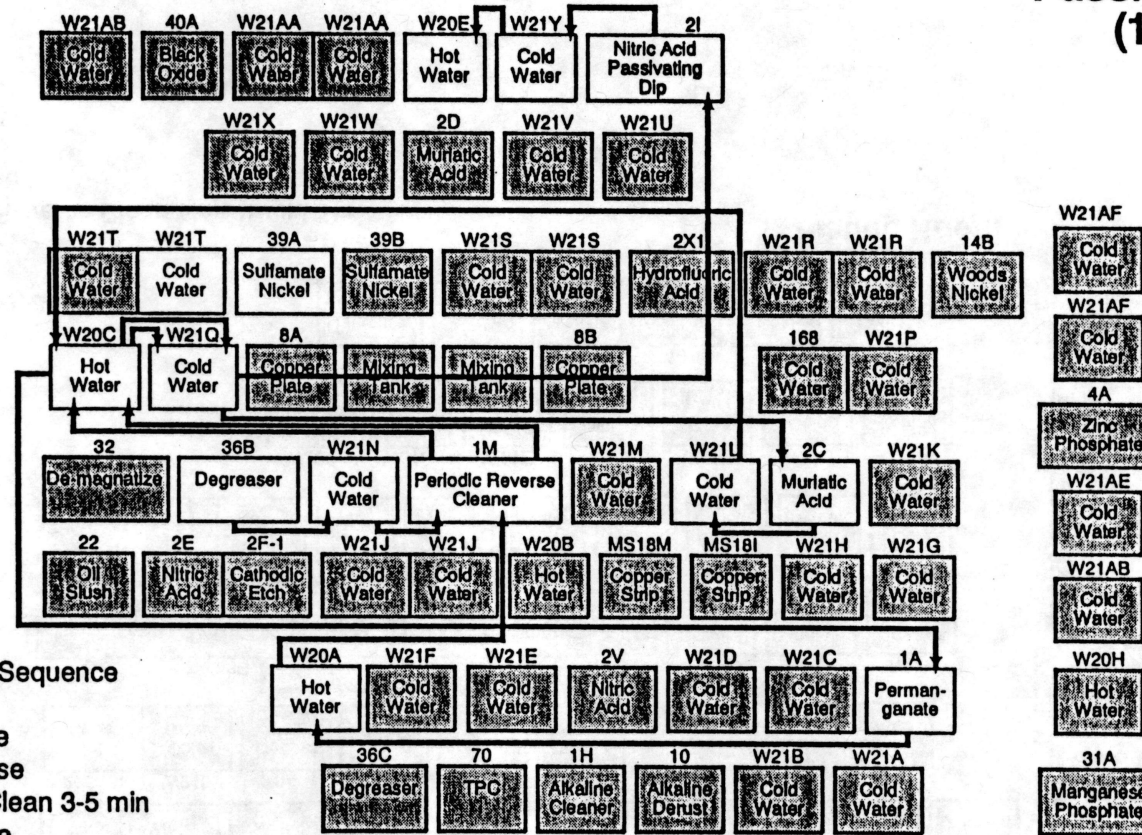 (1
W21AB 40A W21AA W21AA W20E W21Y 2I
Cold Water
Black Oxide
Cold Water
Cold Water
Hot Water
Cold Water
Nitric Acid Passivating Dip
W21X W21W 2D W21V W21U
Cold Water
Cold Water
Muriatic Acid
Cold Water
Cold Water
W21T W21T 39A 39B W21S W21S 2X1 W21R W21R 14B
Cold Water
Cold Water
Sulfamate Nickel
Sulfamate Nickel
Cold Water
Cold Water
Hydrofluoric Acid
Cold Water
Cold Water
Woods Nickel
W20C W21Q 8A 8B 168 W21P
Hot Water
Cold Water
Copper Plate
Mixing Tank
Mixing Tank
Copper Plate
Cold Water
Cold Water
32 36B W21N 1M W21M W21L 2C W21K
De-magnatize
Degreaser
Cold Water
Periodic Reverse Cleaner
Cold Water
Cold Water
Muriatic Acid
Cold Water
22 2E 2F-1 W21J W21J W20B MS18M MS18I W21H W21G
Oil Slush
Nitric Acid
Cathodic Etch
Cold Water
Cold Water
Hot Water
Copper Strip
Copper Strip
Cold Water
Cold Water
W20A W21F W21E 2V W21D W21C 1A
Hot Water
Cold Water
Cold Water
Nitric Acid
Cold Water
Cold Water
Perman-
ganate
36C 70 1H 10 W21B W21A
Degreaser
TPC
Alkaline Cleaner
Alkaline Derust
Cold Water
Cold Water
W21AF
Cold Water
W21AF
Cold Water
4A
Zinc Phosphate
W21AE
Cold Water
W21AB
Cold Water
W20H
Hot Water
31A
Manganese Phosphate
Sequence
Clean 3-5 min